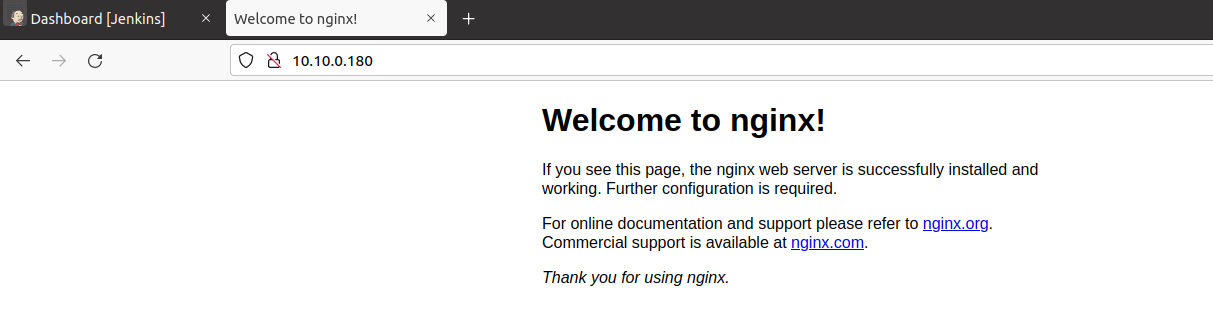 Dashboard [Jenkins]
Welcome to nginx!
10.10.0.180
Welcome to nginx!
If you see this page, the nginx web server is successfully installed and
working. Further configuration is required.
For online documentation and support please refer to nginx.org.
Commercial support is available at nginx.com.
Thank you for using nginx.